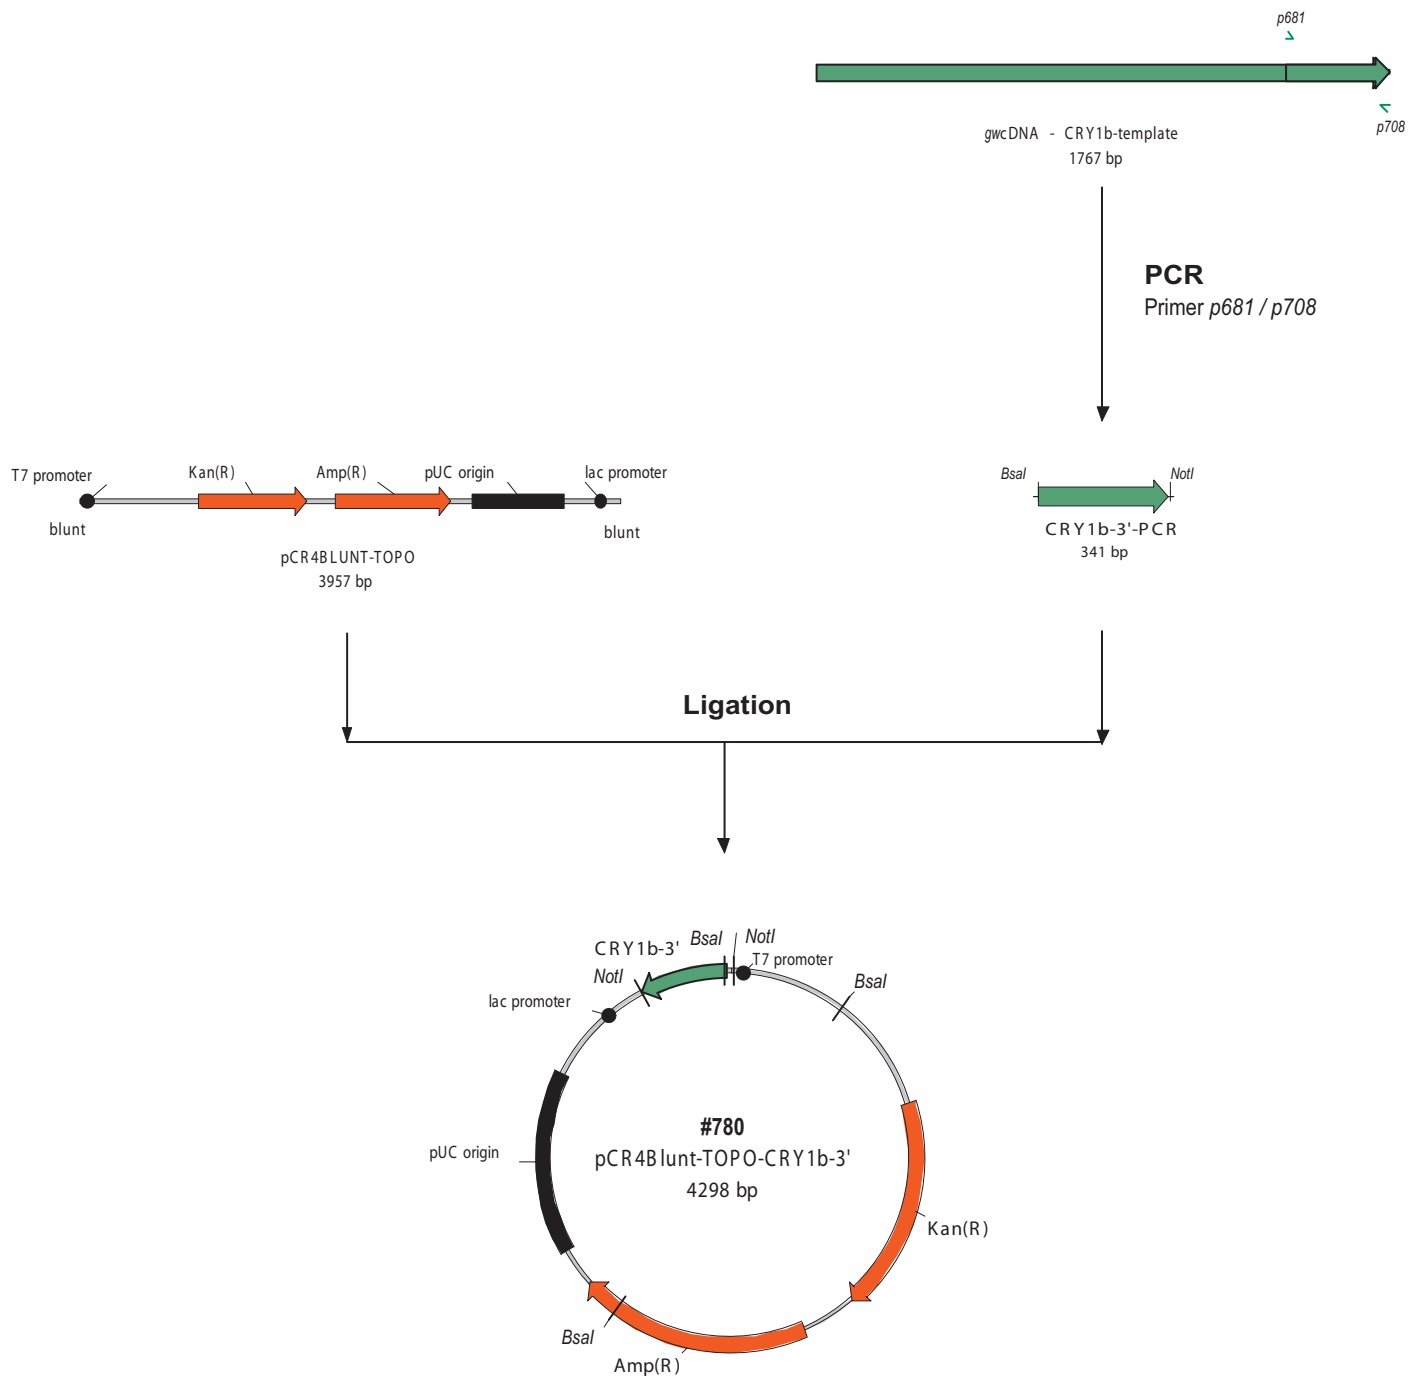 p681
p708
gwcDNA - CRY1b-template
1767 bp
PCR
Primer p681 / p708
T7 promoter
Kan(R)
Amp(R)
pUC origin
lac promoter
blunt
blunt
pCR4BLUNT-TOPO
3957 bp
BsaI
NotI
CRY1b-3'-PCR
341 bp
Ligation
CRY1b-3'
BsaI
NotI
NotI
T7 promoter
BsaI
lac promoter
pUC origin
#780
pCR4Blunt-TOPO-CRY1b-3'
4298 bp
Kan(R)
BsaI
Amp(R)